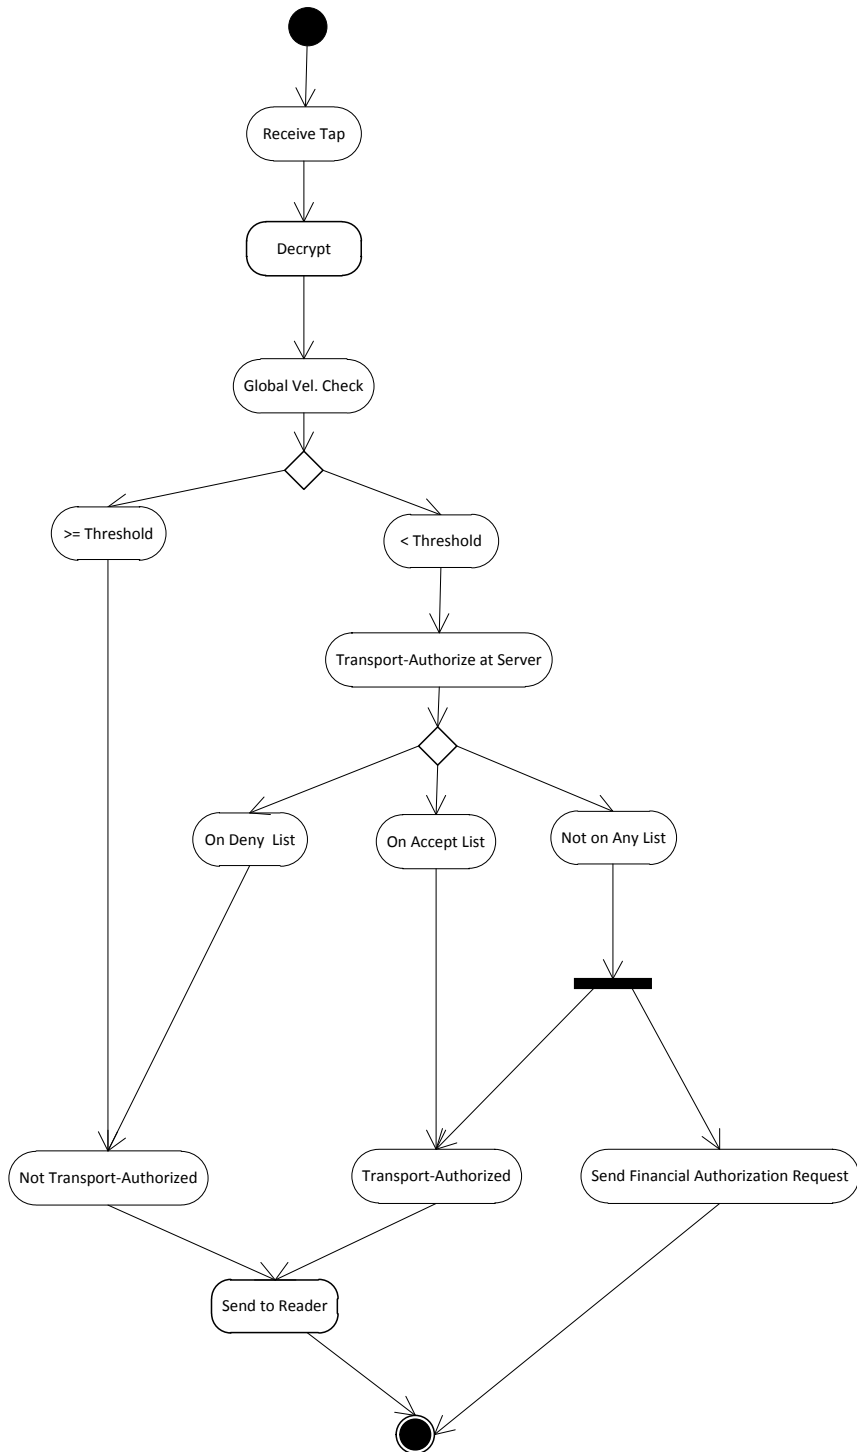 Receive Tap
Decrypt
Global Vel. Check
>= Threshold
< Threshold
Transport-Authorize at Server
On Deny  List
On Accept List
Not on Any List
Not Transport-Authorized
Transport-Authorized
Send Financial Authorization Request
Send to Reader